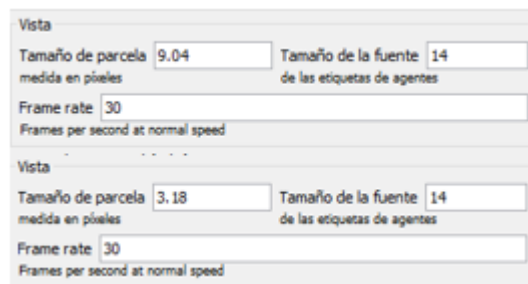 Vista
Tamaño de parcela 9.04 Tamaño de la fuente 14
medida en píxeles de las etiquetas de agentes
Frame rate 30
Frames per second at normal speed
Vista
Tamaño de parcela 3.18 Tamaño de la fuente 14
medida en píxeles de las etiquetas de agentes
Frame rate 30
Frames per second at normal speed